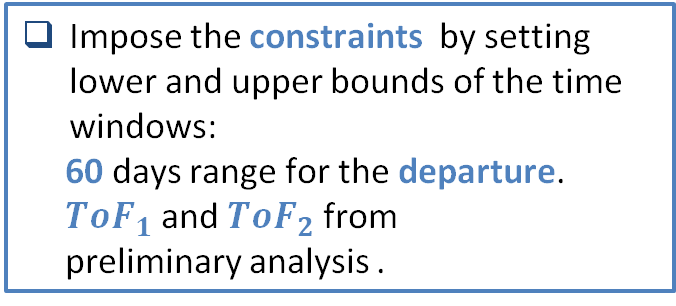 ❑ Impose the constraints by setting
lower and upper bounds of the time
windows:
60 days range for the departure.
ToF₁ and ToF₂ from
preliminary analysis .